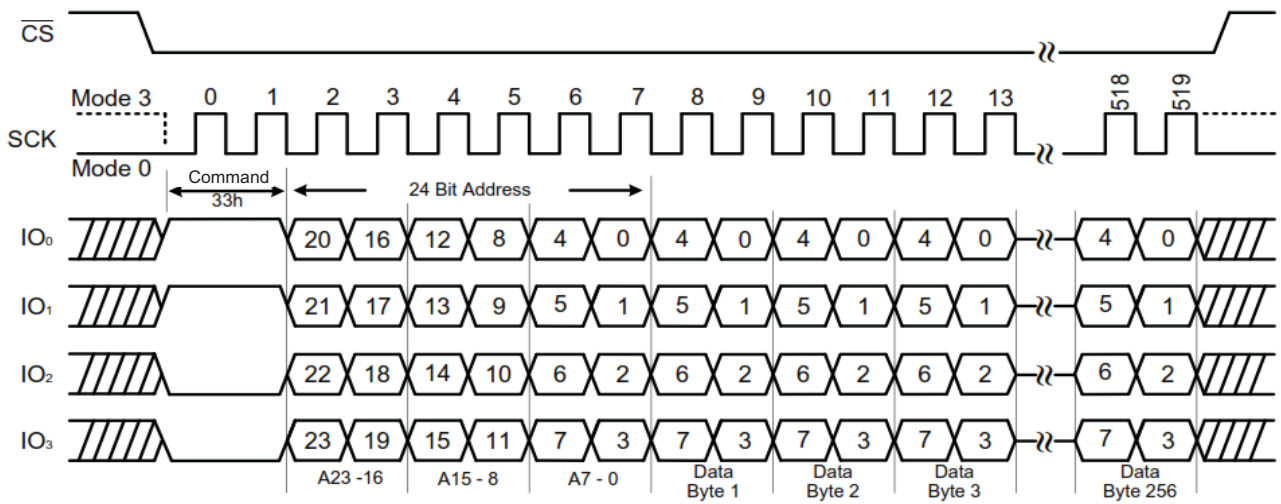 CS
Mode 3 0 1 2 3 4 5 6 7 8 9 10 11 12 13 518 519
SCK
Mode 0
Command 24 Bit Address
33h
IO₀ 20 16 12 8 4 0 4 0 4 0 4 0 4 0
IO₁ 21 17 13 9 5 1 5 1 5 1 5 1 5 1
IO₂ 22 18 14 10 6 2 6 2 6 2 6 2 6 2
IO₃ 23 19 15 11 7 3 7 3 7 3 7 3 7 3
A23 -16 A15 - 8 A7 - 0 Data Data Data Data
Byte 1 Byte 2 Byte 3 Byte 256